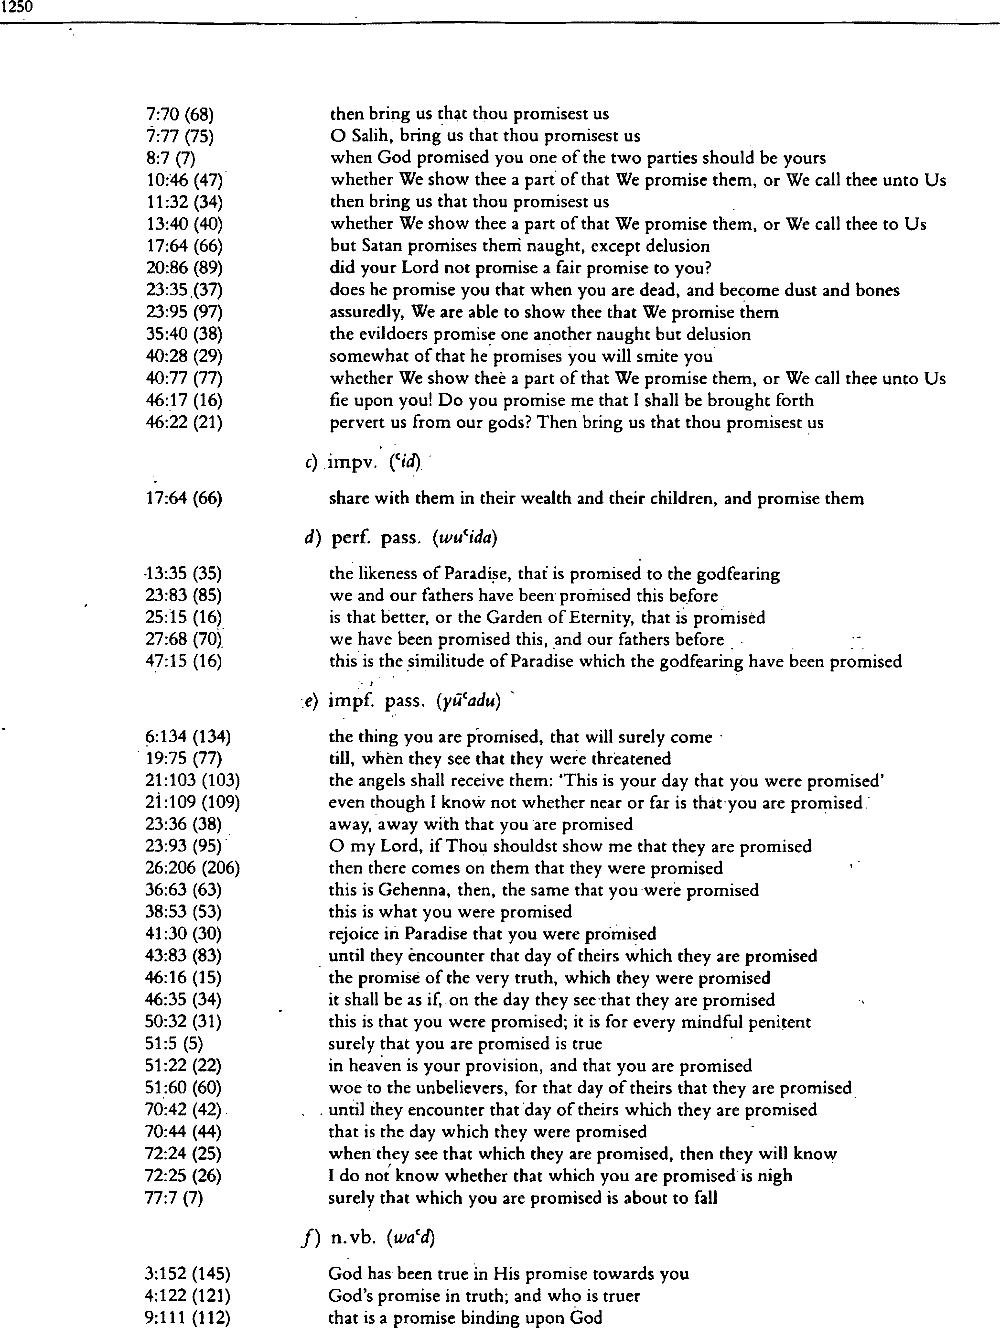 1250
7:70 (68) then bring us that thou promisest us
7:77 (75) O Salih, bring us that thou promisest us
8:7 (7) when God promised you one of the two parties should be yours
10:46 (47) whether We show thee a part of that We promise them, or We call thee unto Us
11:32 (34) then bring us that thou promisest us
13:40 (40) whether We show thee a part of that We promise them, or We call thee to Us
17:64 (66) but Satan promises them naught, except delusion
20:86 (89) did your Lord not promise a fair promise to you?
23:35 (37) does he promise you that when you are dead, and become dust and bones
23:95 (97) assuredly, We are able to show thee that We promise them
35:40 (38) the evildoers promise one another naught but delusion
40:28 (29) somewhat of that he promises you will smite you
40:77 (77) whether We show thee a part of that We promise them, or We call thee unto Us
46:17 (16) fie upon you! Do you promise me that I shall be brought forth
46:22 (21) pervert us from our gods? Then bring us that thou promisest us
c) impv. (ʿid)
17:64 (66) share with them in their wealth and their children, and promise them
d) perf. pass. (wuʿida)
13:35 (35) the likeness of Paradise, that is promised to the godfearing
23:83 (85) we and our fathers have been promised this before
25:15 (16) is that better, or the Garden of Eternity, that is promised
27:68 (70) we have been promised this, and our fathers before
47:15 (16) this is the similitude of Paradise which the godfearing have been promised
e) impf. pass. (yūʿadu)
6:134 (134) the thing you are promised, that will surely come
19:75 (77) till, when they see that they were threatened
21:103 (103) the angels shall receive them: 'This is your day that you were promised'
21:109 (109) even though I know not whether near or far is that you are promised
23:36 (38) away, away with that you are promised
23:93 (95) O my Lord, if Thou shouldst show me that they are promised
26:206 (206) then there comes on them that they were promised
36:63 (63) this is Gehenna, then, the same that you were promised
38:53 (53) this is what you were promised
41:30 (30) rejoice in Paradise that you were promised
43:83 (83) until they encounter that day of theirs which they are promised
46:16 (15) the promise of the very truth, which they were promised
46:35 (34) it shall be as if, on the day they see that they are promised
50:32 (31) this is that you were promised; it is for every mindful penitent
51:5 (5) surely that you are promised is true
51:22 (22) in heaven is your provision, and that you are promised
51:60 (60) woe to the unbelievers, for that day of theirs that they are promised
70:42 (42) until they encounter that day of theirs which they are promised
70:44 (44) that is the day which they were promised
72:24 (25) when they see that which they are promised, then they will know
72:25 (26) I do not know whether that which you are promised is nigh
77:7 (7) surely that which you are promised is about to fall
f) n.vb. (waʿd)
3:152 (145) God has been true in His promise towards you
4:122 (121) God's promise in truth; and who is truer
9:111 (112) that is a promise binding upon God